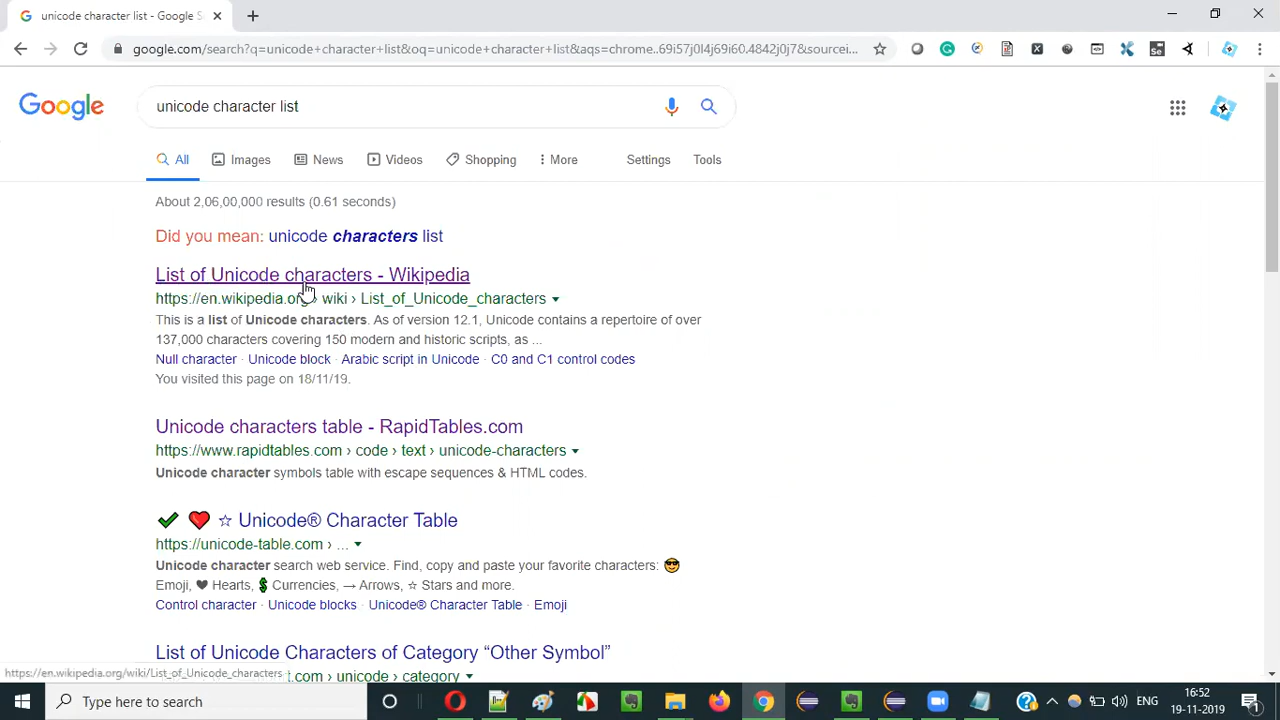 unicode character list - Google S
google.com/search?q=unicode+character+list&oq=unicode+character+list&aqs=chrome..69i57j0l4j69i60.4842j0j7&sourcei...
Google
unicode character list
All Images News Videos Shopping More Settings Tools
About 2,06,00,000 results (0.61 seconds)
Did you mean: unicode characters list
List of Unicode characters - Wikipedia
https://en.wikipedia.org › wiki › List_of_Unicode_characters
This is a list of Unicode characters. As of version 12.1, Unicode contains a repertoire of over
137,000 characters covering 150 modern and historic scripts, as ...
Null character · Unicode block · Arabic script in Unicode · C0 and C1 control codes
You visited this page on 18/11/19.
Unicode characters table - RapidTables.com
https://www.rapidtables.com › code › text › unicode-characters
Unicode character symbols table with escape sequences & HTML codes.
✔ ❤ ☆ Unicode® Character Table
https://unicode-table.com › ...
Unicode character search web service. Find, copy and paste your favorite characters: 😎
Emoji, ♥ Hearts, 💲 Currencies, → Arrows, ☆ Stars and more.
Control character · Unicode blocks · Unicode® Character Table · Emoji
List of Unicode Characters of Category “Other Symbol”
https://en.wikipedia.org/wiki/List_of_Unicode_characters
t.com › unicode › category
Type here to search
ENG
16:52
19-11-2019
1